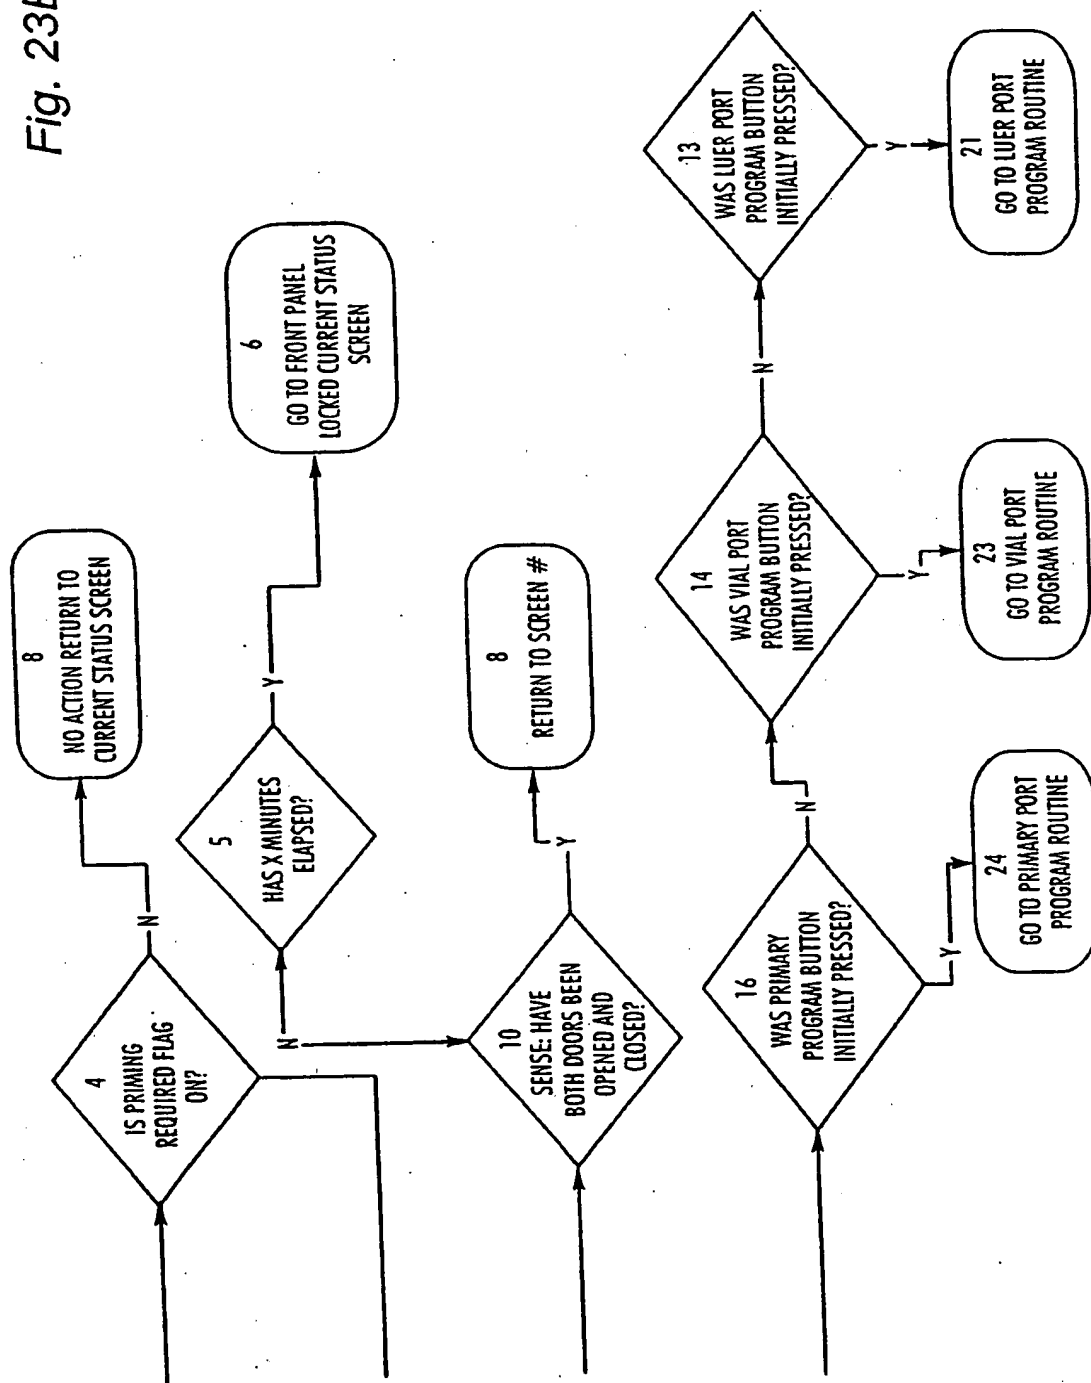 Fig. 23B
4
IS PRIMING
REQUIRED FLAG
ON?
N
8
NO ACTION RETURN TO
CURRENT STATUS SCREEN
5
HAS X MINUTES
ELAPSED?
Y
N
6
GO TO FRONT PANEL
LOCKED CURRENT STATUS
SCREEN
10
SENSE: HAVE
BOTH DOORS BEEN
OPENED AND
CLOSED?
Y
8
RETURN TO SCREEN #
16
WAS PRIMARY
PROGRAM BUTTON
INITIALLY PRESSED?
N
Y
24
GO TO PRIMARY PORT
PROGRAM ROUTINE
14
WAS VIAL PORT
PROGRAM BUTTON
INITIALLY PRESSED?
N
Y
23
GO TO VIAL PORT
PROGRAM ROUTINE
13
WAS LUER PORT
PROGRAM BUTTON
INITIALLY PRESSED?
Y
21
GO TO LUER PORT
PROGRAM ROUTINE